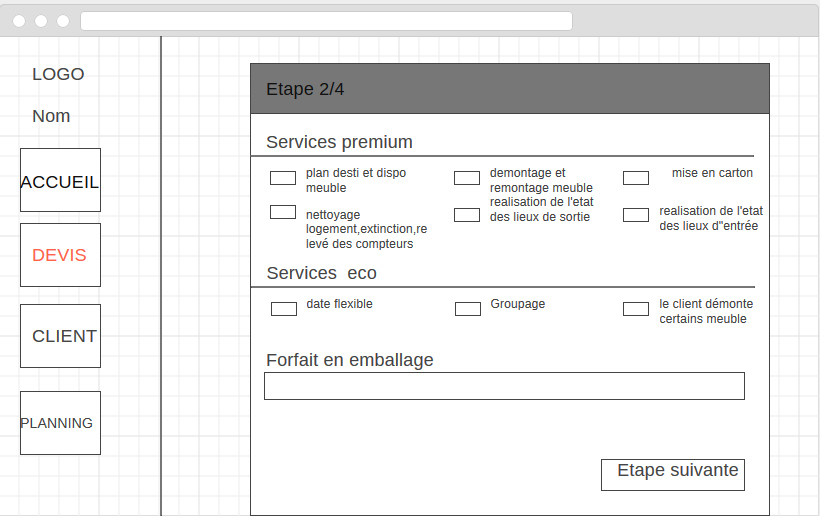 LOGO
Nom
ACCUEIL
DEVIS
CLIENT
PLANNING
Etape 2/4
Services premium
plan desti et dispo
meuble
demontage et
remontage meuble
mise en carton
nettoyage
logement,extinction,re
levé des compteurs
realisation de l'etat
des lieux de sortie
realisation de l'etat
des lieux d"entrée
Services  eco
date flexible
Groupage
le client démonte
certains meuble
Forfait en emballage
Etape suivante